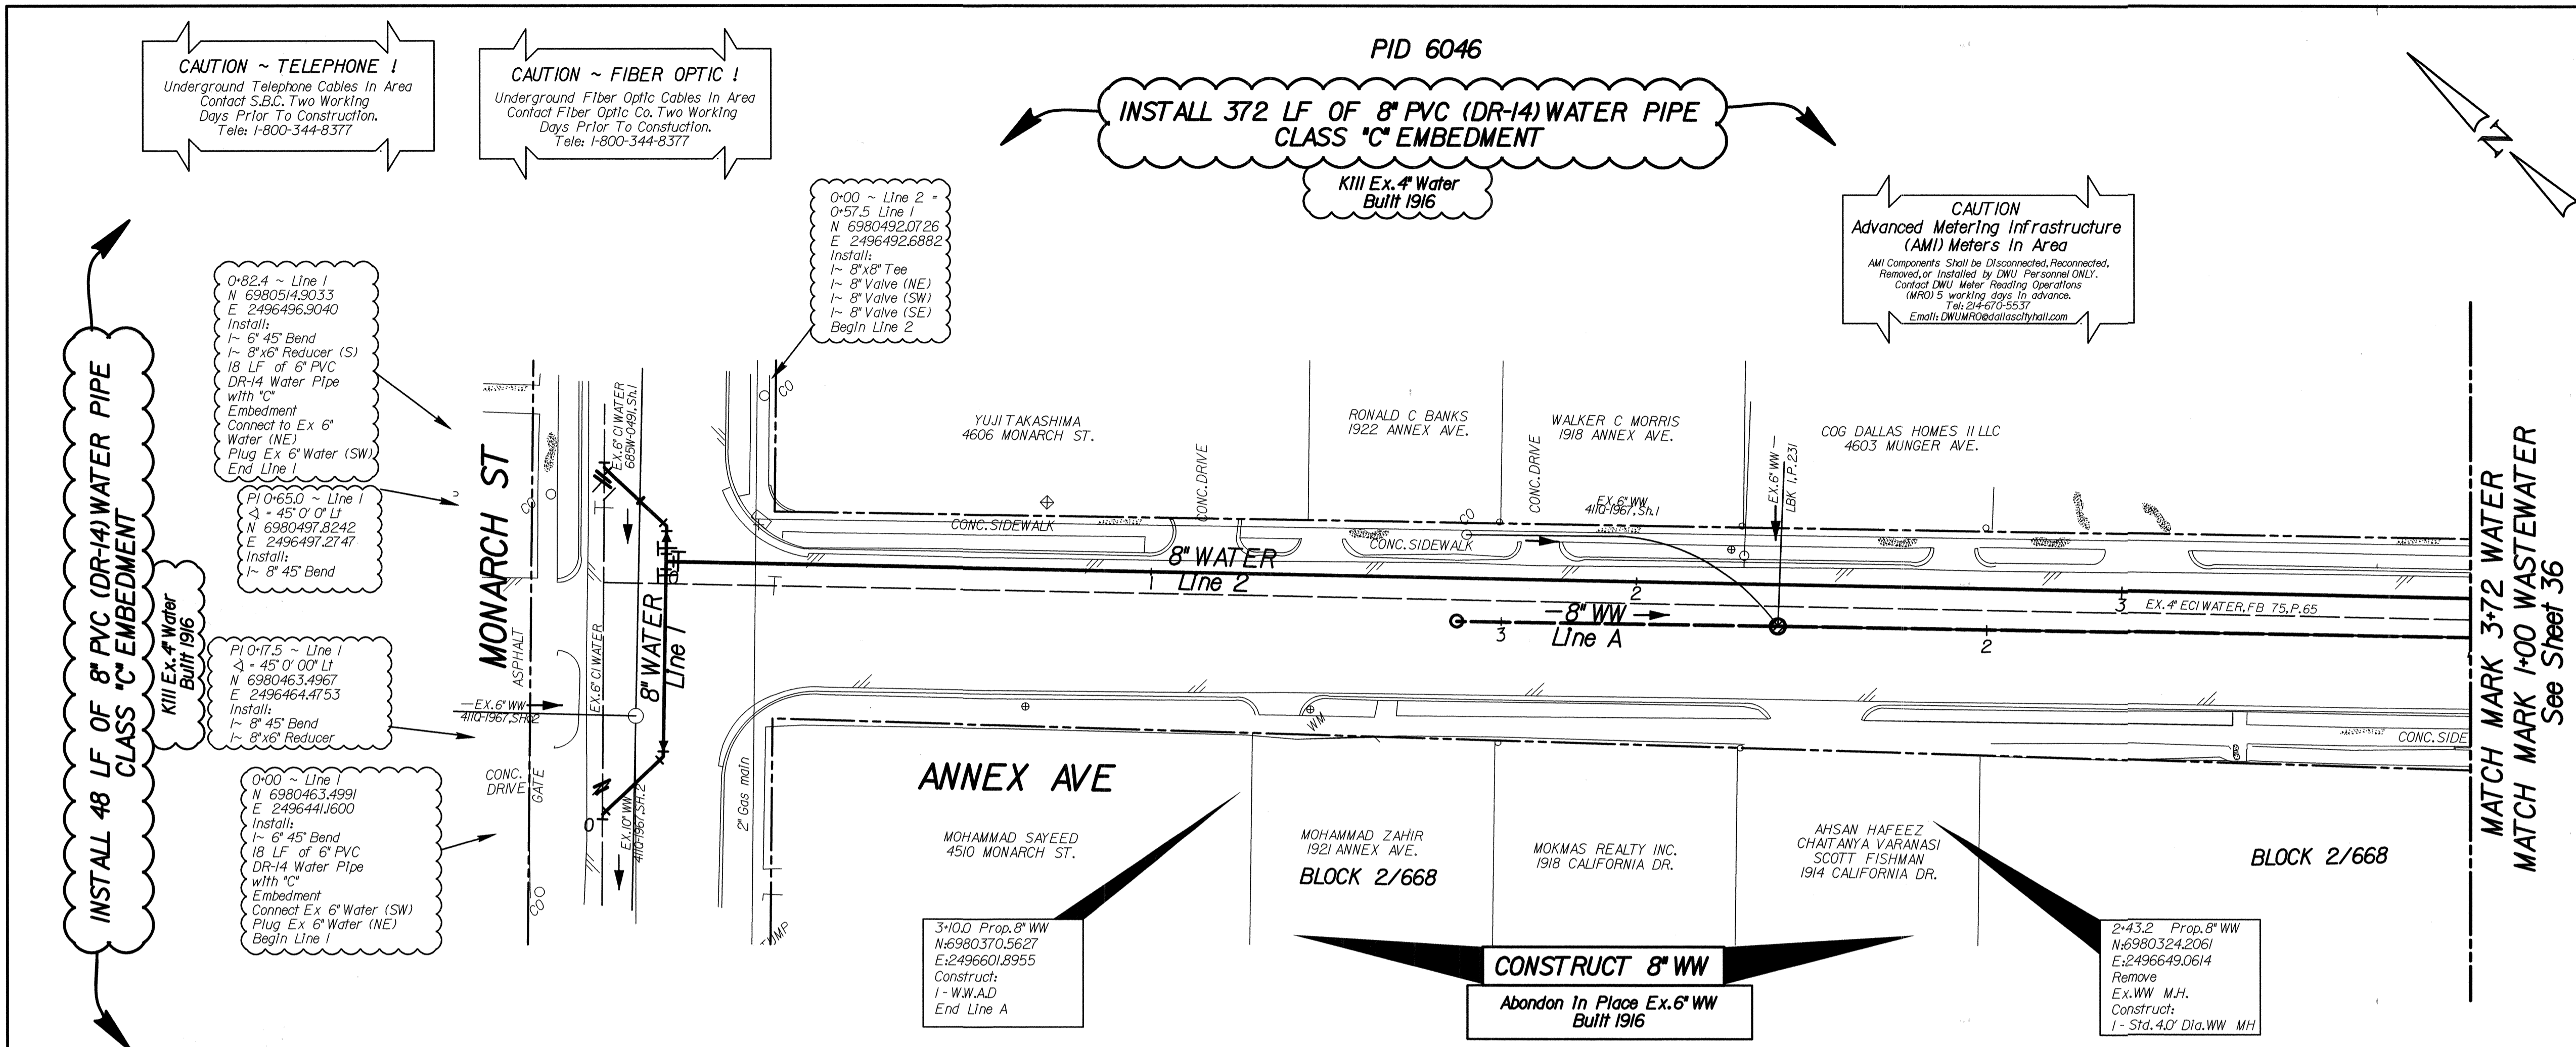 PID 6046
CAUTION ~ TELEPHONE !
Underground Telephone Cables In Area
Contact S.B.C. Two Working
Days Prior To Construction.
Tele: 1-800-344-8377
CAUTION ~ FIBER OPTIC !
Underground Fiber Optic Cables In Area
Contact Fiber Optic Co. Two Working
Days Prior To Constuction.
Tele: 1-800-344-8377
INSTALL 372 LF OF 8" PVC (DR-14) WATER PIPE
CLASS "C" EMBEDMENT
Kill Ex. 4" Water
Built 1916
N
CAUTION
Advanced Metering Infrastructure
(AMI) Meters In Area
AMI Components Shall be Disconnected, Reconnected,
Removed, or Installed by DWU Personnel ONLY.
Contact DWU Meter Reading Operations
(MRO) 5 working days in advance.
Tel: 214-670-5537
Email: DWUMRO@dallascityhall.com
0+00 ~ Line 2 =
0+57.5 Line 1
N 6980492.0726
E 2496492.6882
Install:
1~ 8"x8" Tee
1~ 8" Valve (NE)
1~ 8" Valve (SW)
1~ 8" Valve (SE)
Begin Line 2
0+82.4 ~ Line 1
N 6980514.9033
E 2496496.9040
Install:
1~ 6" 45° Bend
1~ 8"x6" Reducer (S)
18 LF of 6" PVC
DR-14 Water Pipe
with "C"
Embedment
Connect to Ex 6"
Water (NE)
Plug Ex 6" Water (SW)
End Line 1
PI 0+65.0 ~ Line 1
∆ = 45° 0' 0" Lt
N 6980497.8242
E 2496497.2747
Install:
1~ 8" 45° Bend
PI 0+17.5 ~ Line 1
∆ = 45° 0' 00" Lt
N 6980463.4967
E 2496464.4753
Install:
1~ 8" 45° Bend
1~ 8"x6" Reducer
0+00 ~ Line 1
N 6980463.4991
E 2496441.1600
Install:
1~ 6" 45° Bend
18 LF of 6" PVC
DR-14 Water Pipe
with "C"
Embedment
Connect Ex 6" Water (SW)
Plug Ex 6" Water (NE)
Begin Line 1
INSTALL 48 LF OF 8" PVC (DR-14) WATER PIPE
CLASS "C" EMBEDMENT
Kill Ex. 4" Water
Built 1916
MONARCH ST
ASPHALT
CO
EX. 6" CI WATER
685W-0491, Sh.1
CO
EX. 6" CI WATER
8" WATER
Line 1
0
0
EX. 6" WW
411Q-1967, SH.2
CONC.
DRIVE
GATE
CO
EX. 10" WW
411Q-1967, SH.2
2" Gas main
YUJI TAKASHIMA
4606 MONARCH ST.
CONC. DRIVE
RONALD C BANKS
1922 ANNEX AVE.
CONC. DRIVE
WALKER C MORRIS
1918 ANNEX AVE.
EX. 6" WW
LBK 1, P.231
COG DALLAS HOMES II LLC
4603 MUNGER AVE.
CO
EX. 6" WW
411Q-1967, Sh.1
CONC. SIDEWALK
CONC. SIDEWALK
8" WATER
Line 2
1
2
3
EX. 4" ECI WATER, FB 75, P.65
8" WW
Line A
3
2
WM
CONC. SIDE
ANNEX AVE
MOHAMMAD SAYEED
4510 MONARCH ST.
MOHAMMAD ZAHIR
1921 ANNEX AVE.
BLOCK 2/668
MOKMAS REALTY INC.
1918 CALIFORNIA DR.
AHSAN HAFEEZ
CHAITANYA VARANASI
SCOTT FISHMAN
1914 CALIFORNIA DR.
BLOCK 2/668
MATCH MARK 3+72 WATER
MATCH MARK 1+00 WASTEWATER
See Sheet 36
3+10.0 Prop. 8" WW
N:6980370.5627
E:2496601.8955
Construct:
1 - W.W.A.D
End Line A
CONSTRUCT 8" WW
Abondon in Place Ex. 6" WW
Built 1916
2+43.2 Prop. 8" WW
N:6980324.2061
E:2496649.0614
Remove
Ex. WW M.H.
Construct:
1 - Std. 4.0' Dia. WW MH